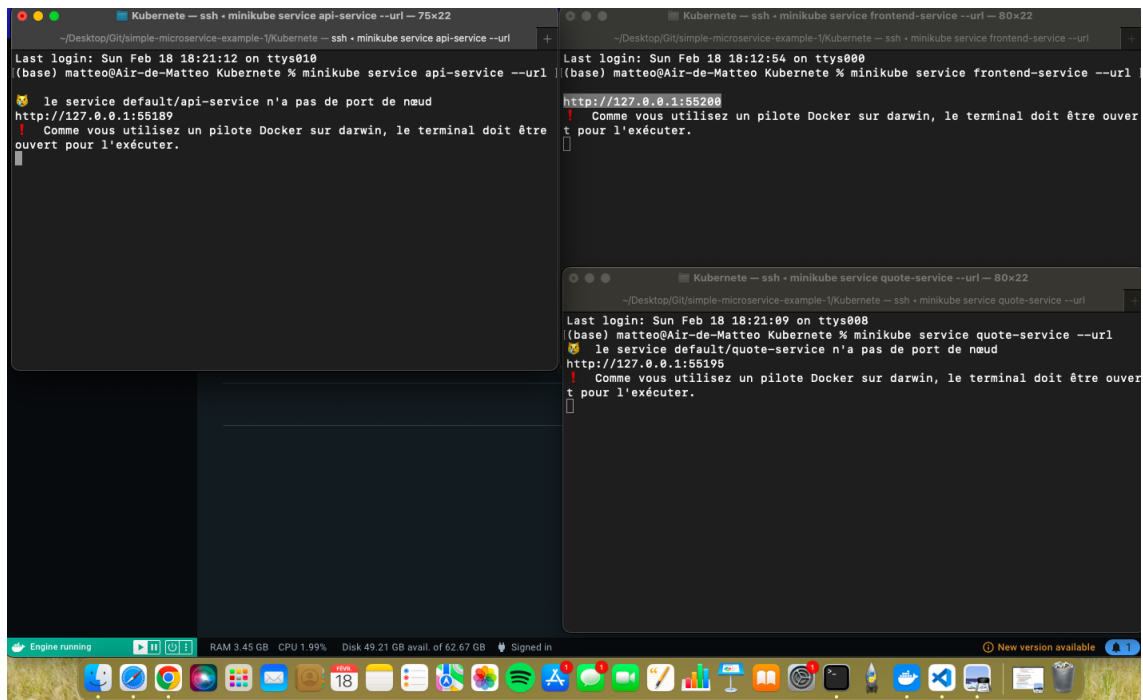 Kubernete — ssh • minikube service api-service --url — 75×22
~/Desktop/Git/simple-microservice-example-1/Kubernete — ssh • minikube service api-service --url +
Last login: Sun Feb 18 18:21:12 on ttys010
(base) matteo@Air-de-Matteo Kubernete % minikube service api-service --url
😿 le service default/api-service n'a pas de port de nœud
http://127.0.0.1:55189
❗ Comme vous utilisez un pilote Docker sur darwin, le terminal doit être
ouvert pour l'exécuter.
Kubernete — ssh • minikube service frontend-service --url — 80×22
~/Desktop/Git/simple-microservice-example-1/Kubernete — ssh • minikube service frontend-service --url +
Last login: Sun Feb 18 18:12:54 on ttys000
(base) matteo@Air-de-Matteo Kubernete % minikube service frontend-service --url
http://127.0.0.1:55200
❗ Comme vous utilisez un pilote Docker sur darwin, le terminal doit être ouver
t pour l'exécuter.
Kubernete — ssh • minikube service quote-service --url — 80×22
~/Desktop/Git/simple-microservice-example-1/Kubernete — ssh • minikube service quote-service --url +
Last login: Sun Feb 18 18:21:09 on ttys008
(base) matteo@Air-de-Matteo Kubernete % minikube service quote-service --url
😿 le service default/quote-service n'a pas de port de nœud
http://127.0.0.1:55195
❗ Comme vous utilisez un pilote Docker sur darwin, le terminal doit être ouver
t pour l'exécuter.
Engine running RAM 3.45 GB CPU 1.99% Disk 49.21 GB avail. of 62.67 GB Signed in New version available 1
FÉVR.
18